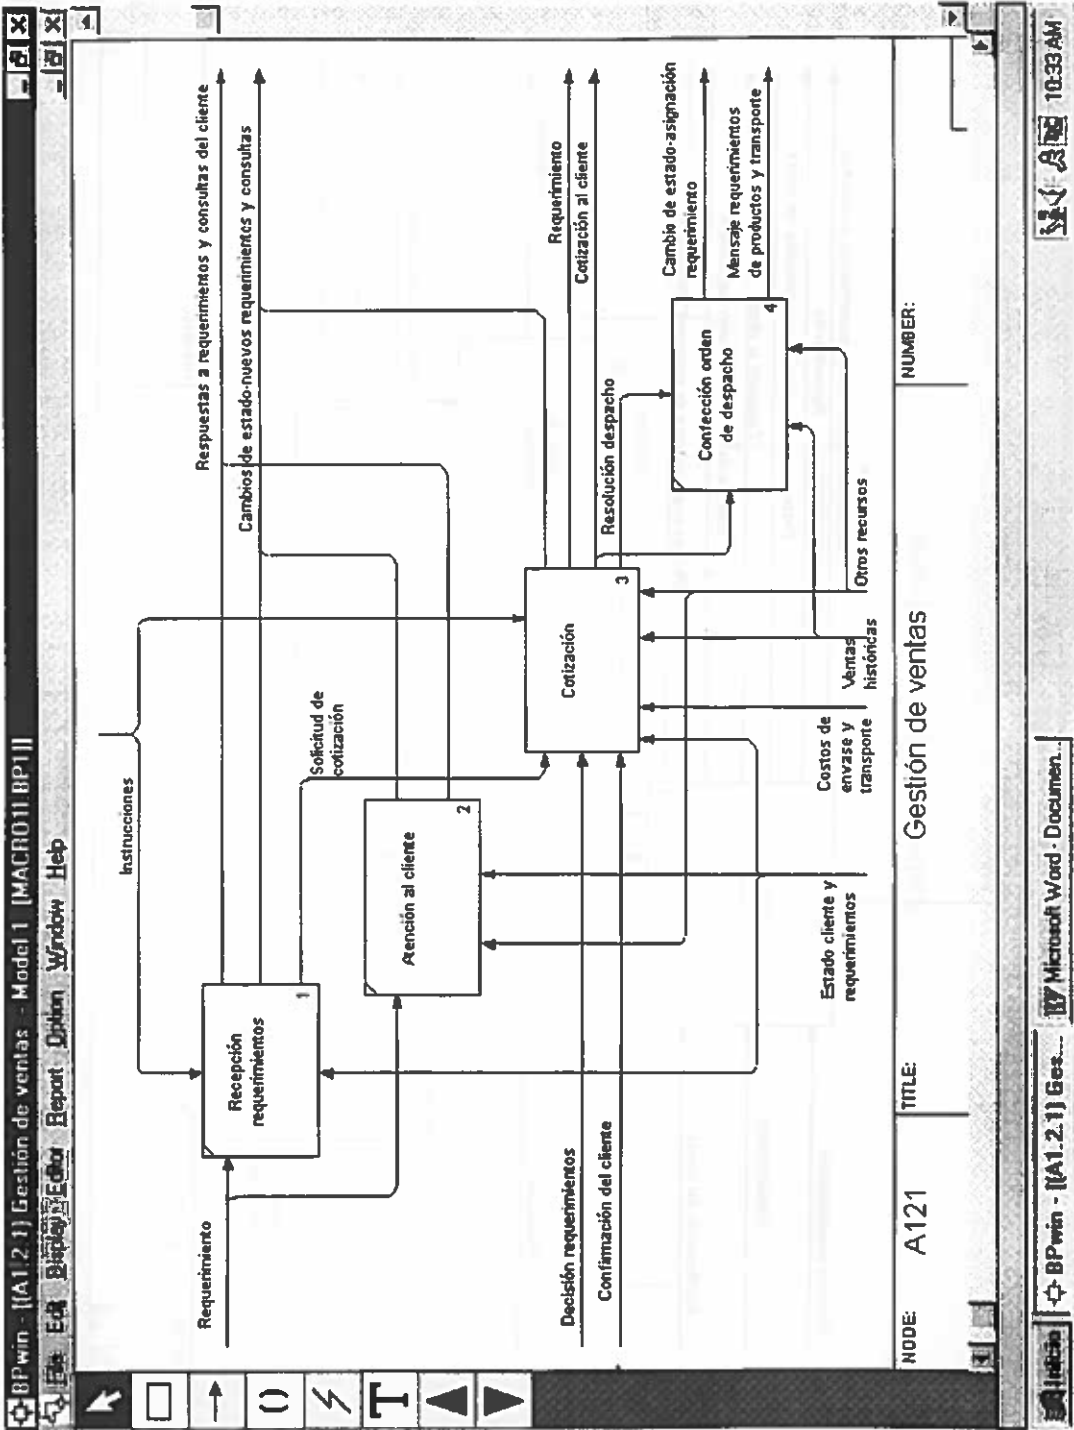 BPwin - [(A1.2.1) Gestión de ventas - Model 1 [MACRO11.BP1]]
File Edit Display Editor Report Option Window Help
Instrucciones
Respuestas a requerimientos y consultas del cliente
Cambios de estado-nuevos requerimientos y consultas
Requerimiento
Recepción
requerimientos
1
Solicitud de
cotización
Atención al cliente
2
Requerimiento
Cotización al cliente
Decisión requerimientos
Confirmación del cliente
Cotización
3
Resolución despacho
Cambio de estado-asignación
requerimiento
Mensaje requerimientos
de productos y transporte
Confección orden
de despacho
4
Estado cliente y
requerimientos
Costos de
envase y
transporte
Ventas
históricas
Otros recursos
NODE:
A121
TITLE:
Gestión de ventas
NUMBER:
T
()
Inicio
BPwin - [(A1.2.1) Ges...
Microsoft Word - Documen...
10:33 AM